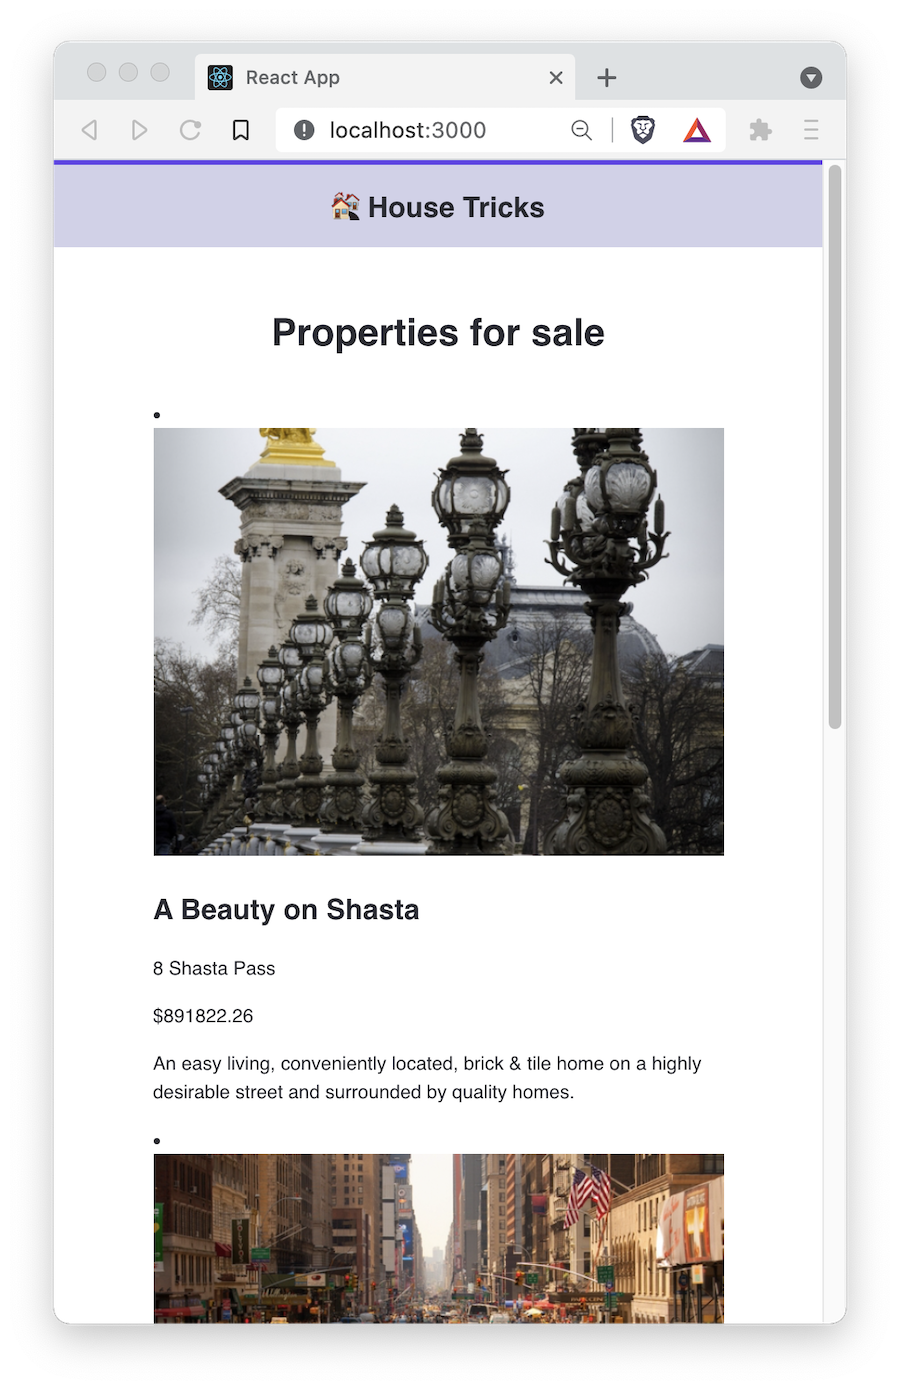 React App
localhost:3000
House Tricks
Properties for sale
A Beauty on Shasta
8 Shasta Pass
$891822.26
An easy living, conveniently located, brick & tile home on a highly
desirable street and surrounded by quality homes.